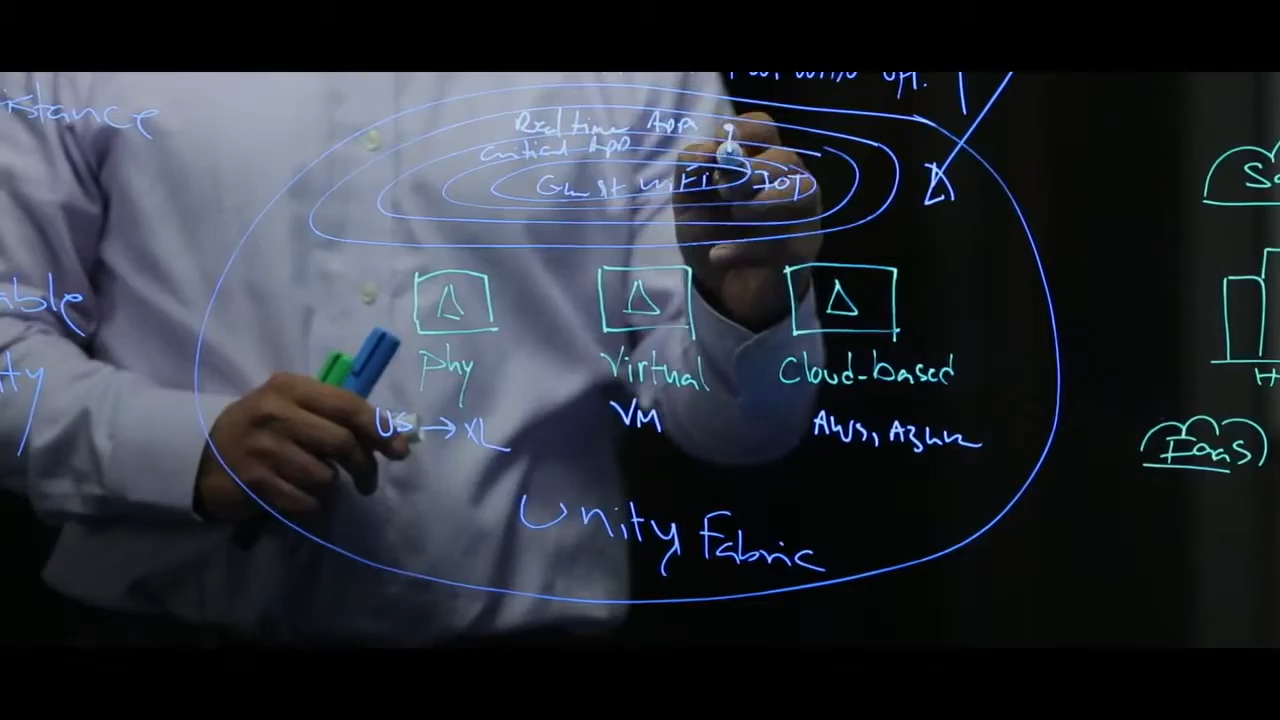 istance
Real time App
Critical App
Guest WiFi IOT
able
ity
Phy
Virtual
Cloud-based
US → XL
VM
AWS, Azure
IaaS
Unity Fabric